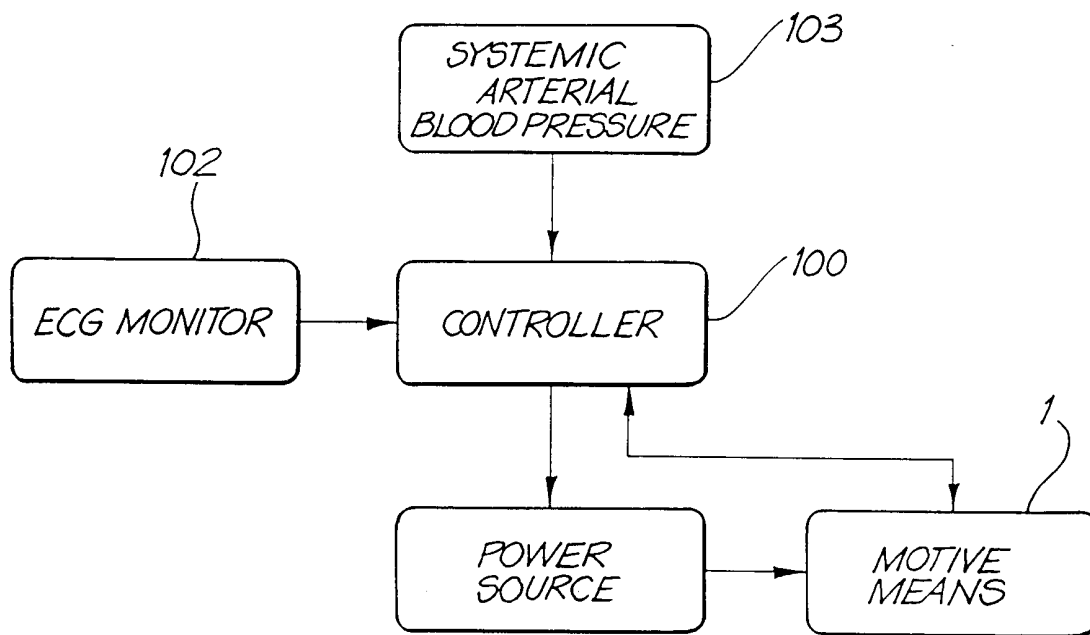 103
SYSTEMIC
ARTERIAL
BLOOD PRESSURE
102
100
ECG MONITOR
CONTROLLER
1
POWER
SOURCE
MOTIVE
MEANS